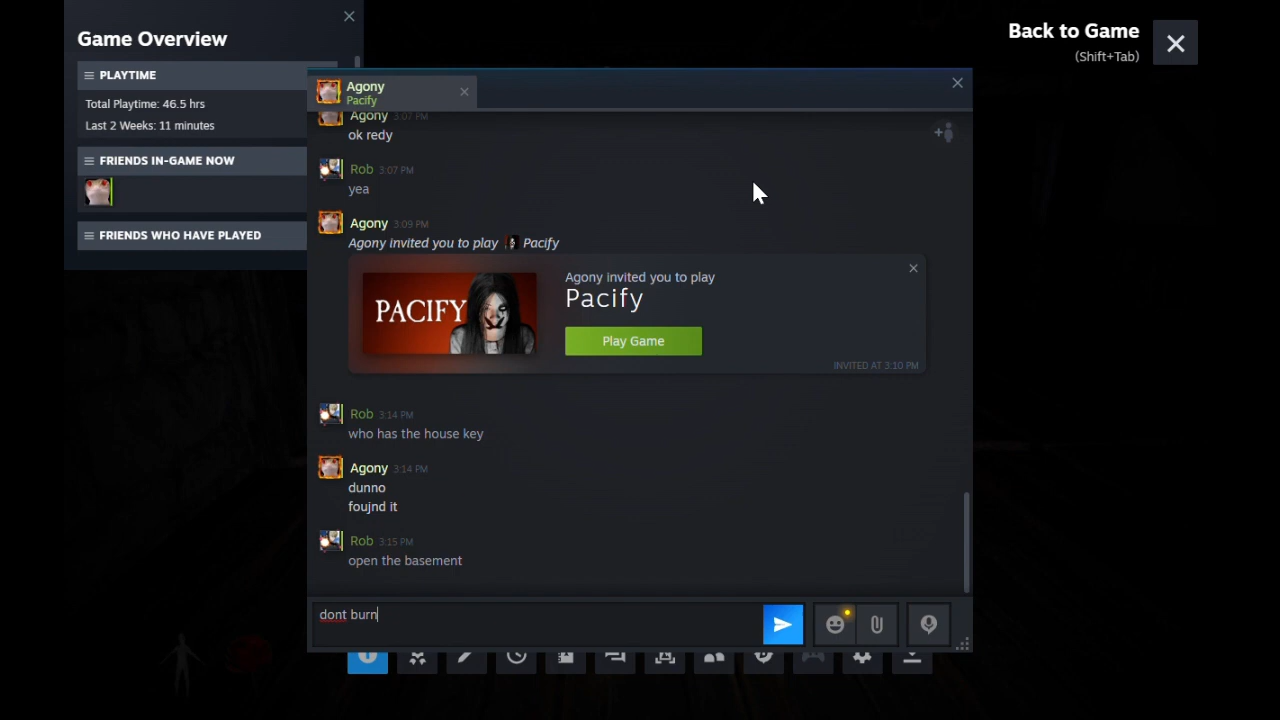 Game Overview
PLAYTIME
Total Playtime: 46.5 hrs
Last 2 Weeks: 11 minutes
FRIENDS IN-GAME NOW
FRIENDS WHO HAVE PLAYED
Back to Game
(Shift+Tab)
Agony
Pacify
Agony 3:07 PM
ok redy
Rob 3:07 PM
yea
Agony 3:09 PM
Agony invited you to play Pacify
PACIFY
Agony invited you to play
Pacify
Play Game
INVITED AT 3:10 PM
Rob 3:14 PM
who has the house key
Agony 3:14 PM
dunno
foujnd it
Rob 3:15 PM
open the basement
dont burn